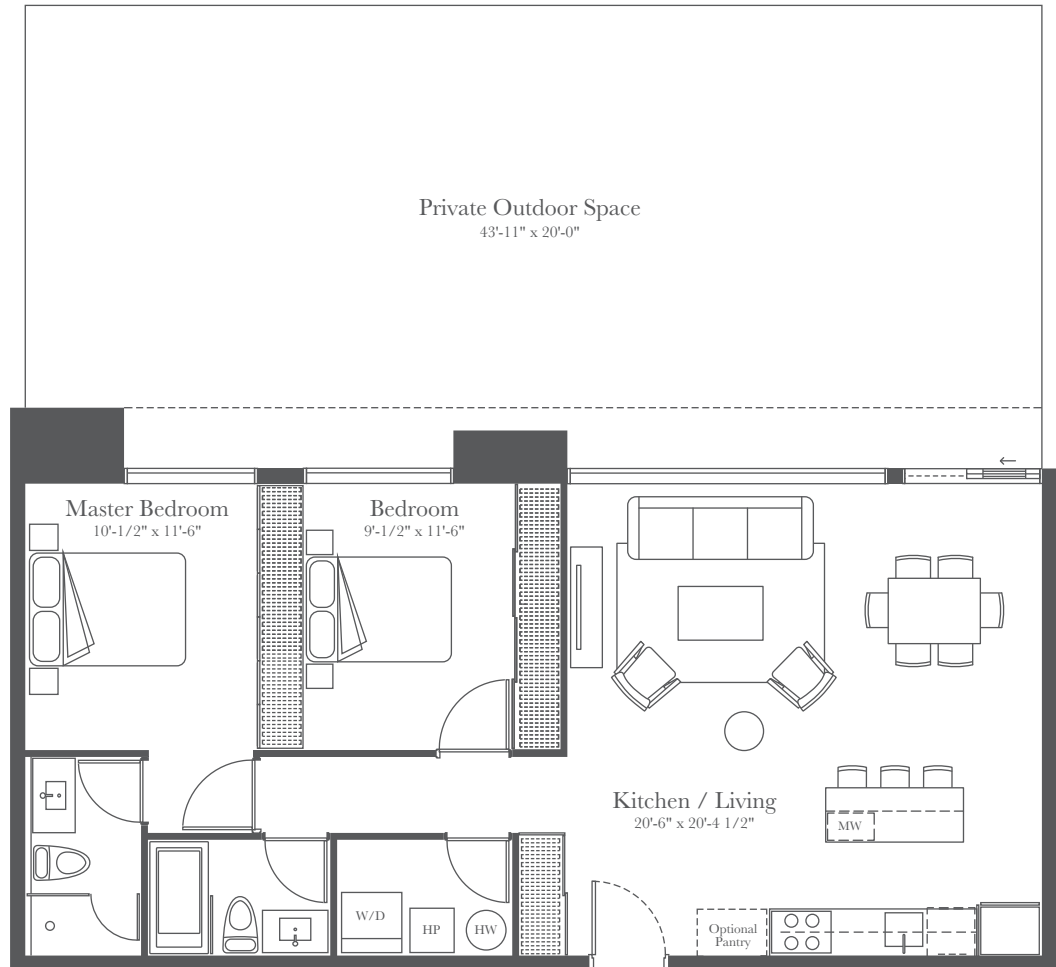 Private Outdoor Space
43'-11" x 20'-0"
Master Bedroom
10'-1/2" x 11'-6"
Bedroom
9'-1/2" x 11'-6"
Kitchen / Living
20'-6" x 20'-4 1/2"
MW
W/D
HP
HW
Optional
Pantry